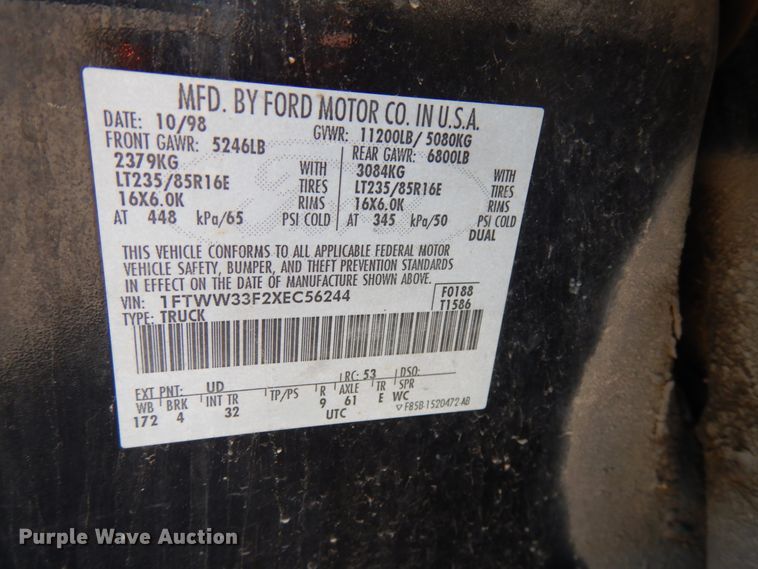 MFD. BY FORD MOTOR CO. IN U.S.A.
DATE: 10/98 GVWR: 11200LB/ 5080KG
FRONT GAWR: 5246LB REAR GAWR: 6800LB
2379KG WITH 3084KG WITH
LT235/85R16E TIRES LT235/85R16E TIRES
16X6.0K RIMS 16X6.0K RIMS
AT 448 kPa/65 PSI COLD AT 345 kPa/50 PSI COLD
DUAL
THIS VEHICLE CONFORMS TO ALL APPLICABLE FEDERAL MOTOR
VEHICLE SAFETY, BUMPER, AND THEFT PREVENTION STANDARDS
IN EFFECT ON THE DATE OF MANUFACTURE SHOWN ABOVE.
VIN: 1FTWW33F2XEC56244 F0188
TYPE: TRUCK T1586
EXT PNT: UD RC: 53 DSO:
WB BRK INT TR TP/PS R AXLE TR SPR
172 4 32 9 61 E WC
UTC ▽ F85B-1520472-AB
Purple Wave Auction